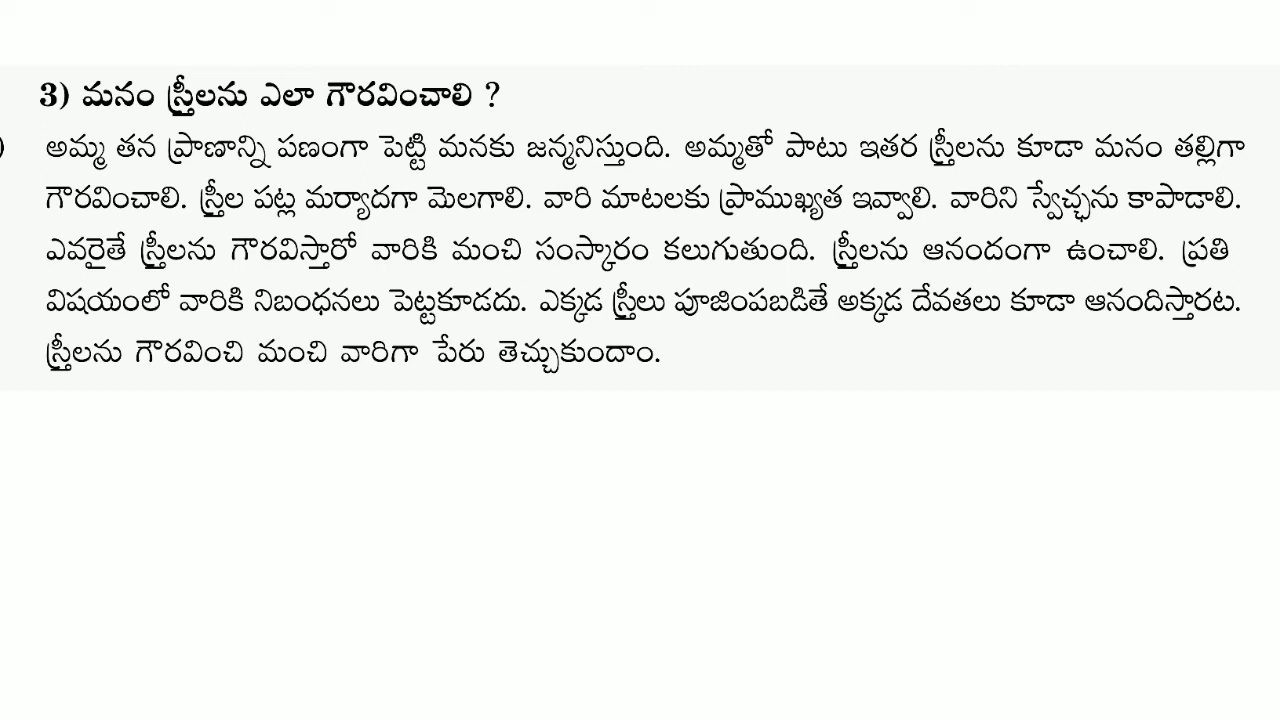 3) మనం స్త్రీలను ఎలా గౌరవించాలి ?
) అమ్మ తన ప్రాణాన్ని పణంగా పెట్టి మనకు జన్మనిస్తుంది. అమ్మతో పాటు ఇతర స్త్రీలను కూడా మనం తల్లిగా
గౌరవించాలి. స్త్రీల పట్ల మర్యాదగా మెలగాలి. వారి మాటలకు ప్రాముఖ్యత ఇవ్వాలి. వారిని స్వేచ్ఛను కాపాడాలి.
ఎవరైతే స్త్రీలను గౌరవిస్తారో వారికి మంచి సంస్కారం కలుగుతుంది. స్త్రీలను ఆనందంగా ఉంచాలి. ప్రతి
విషయంలో వారికి నిబంధనలు పెట్టకూడదు. ఎక్కడ స్త్రీలు పూజింపబడితే అక్కడ దేవతలు కూడా ఆనందిస్తారట.
స్త్రీలను గౌరవించి మంచి వారిగా పేరు తెచ్చుకుందాం.